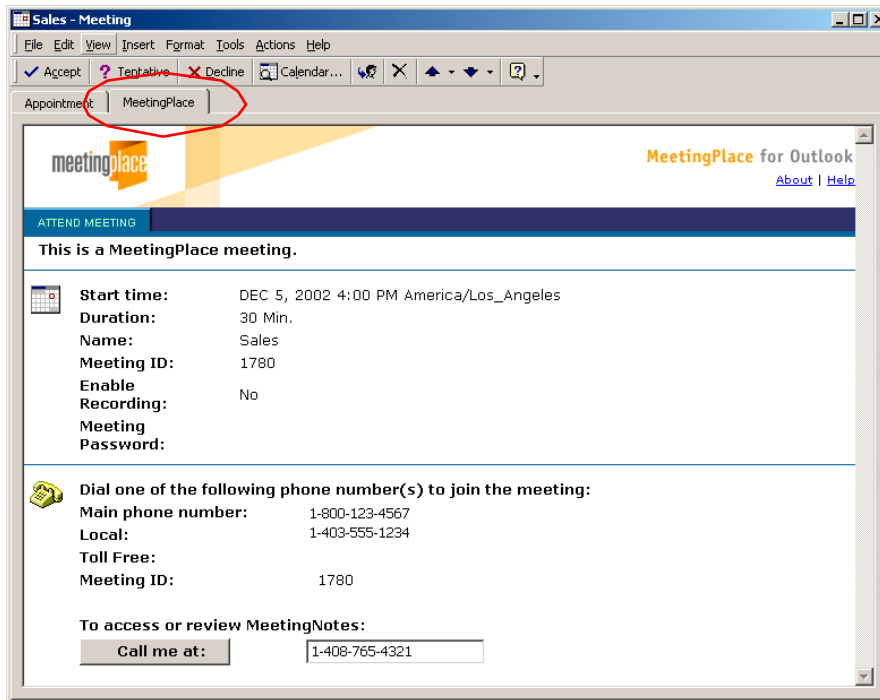 Sales - Meeting
File Edit View Insert Format Tools Actions Help
Accept ? Tentative Decline Calendar...
Appointment MeetingPlace
meetingplace
MeetingPlace for Outlook
About | Help
ATTEND MEETING
This is a MeetingPlace meeting.
Start time: DEC 5, 2002 4:00 PM America/Los_Angeles
Duration: 30 Min.
Name: Sales
Meeting ID: 1780
Enable
Recording: No
Meeting
Password:
Dial one of the following phone number(s) to join the meeting:
Main phone number: 1-800-123-4567
Local: 1-403-555-1234
Toll Free:
Meeting ID: 1780
To access or review MeetingNotes:
Call me at: 1-408-765-4321